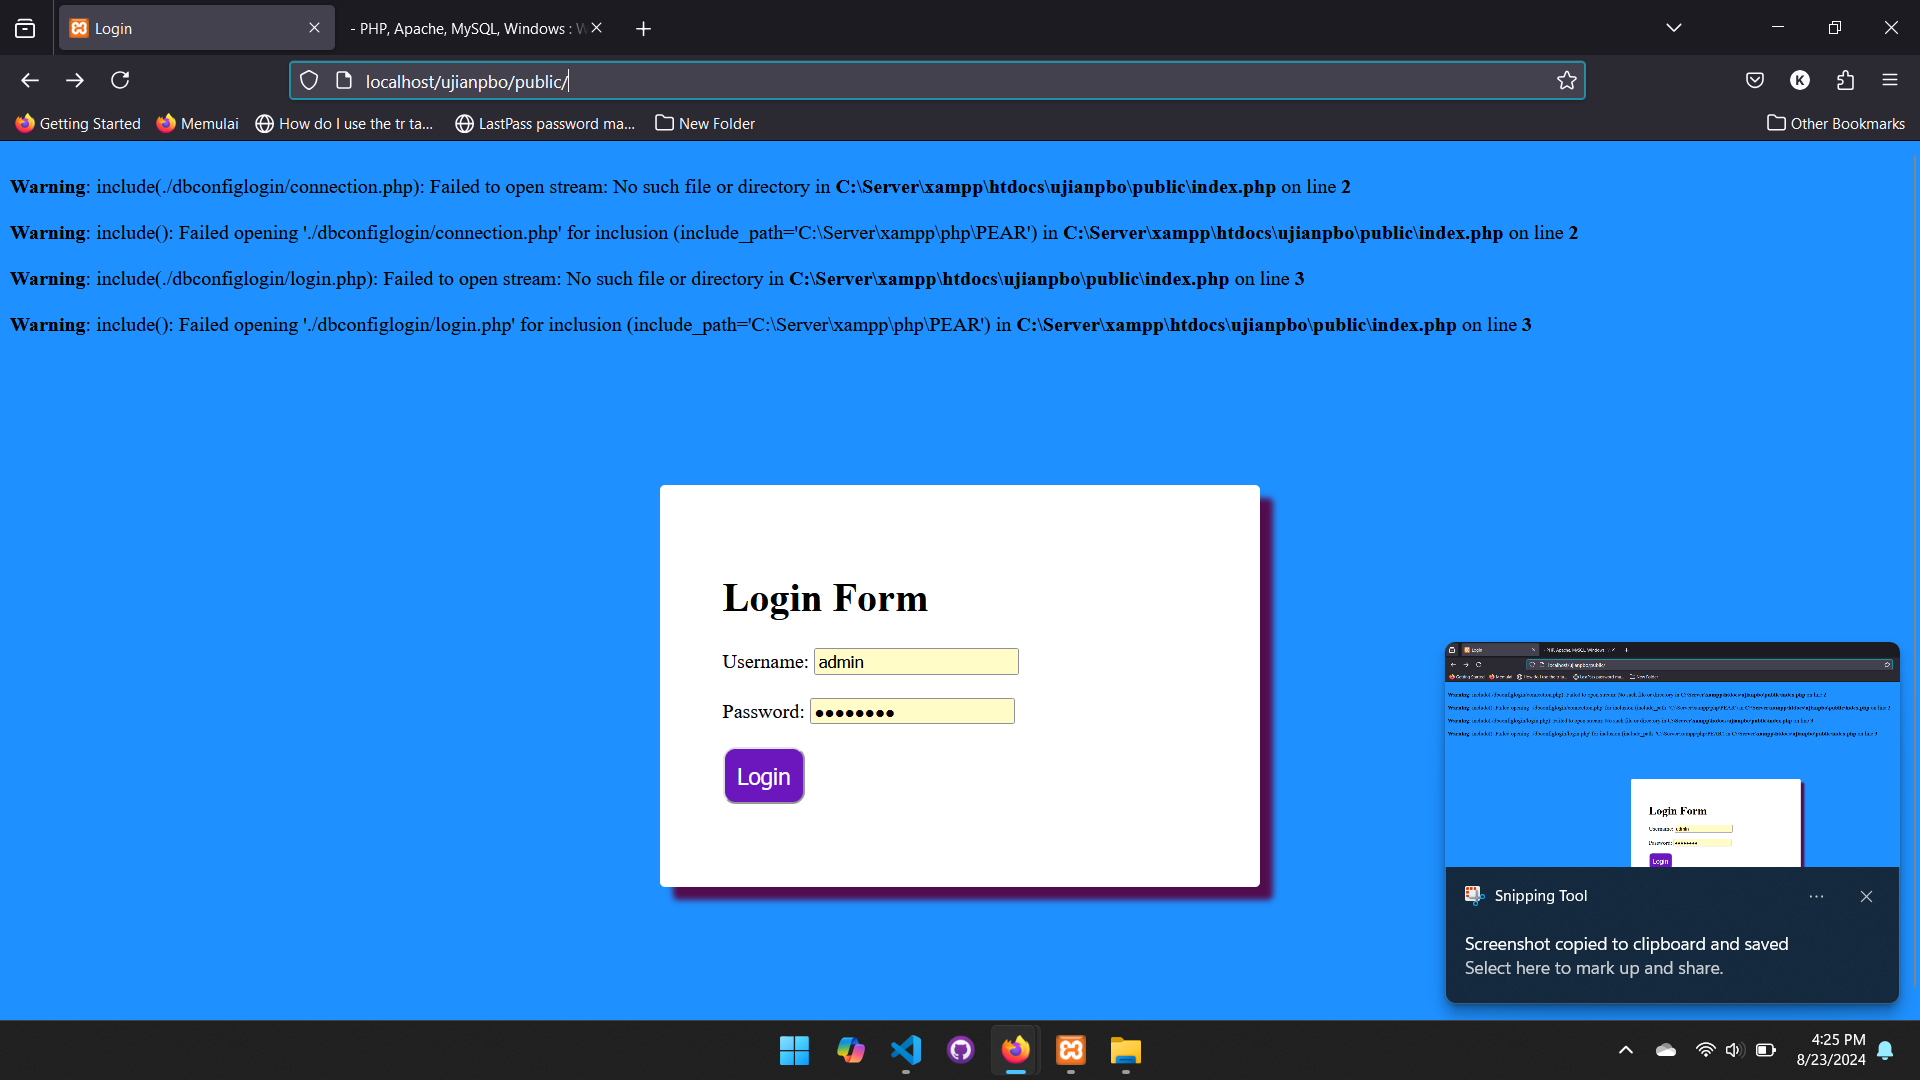 Login
- PHP, Apache, MySQL, Windows : W
localhost/ujianpbo/public/
K
Getting Started
Memulai
How do I use the tr ta...
LastPass password ma...
New Folder
Other Bookmarks
Warning: include(./dbconfiglogin/connection.php): Failed to open stream: No such file or directory in C:\Server\xampp\htdocs\ujianpbo\public\index.php on line 2
Warning: include(): Failed opening './dbconfiglogin/connection.php' for inclusion (include_path='C:\Server\xampp\php\PEAR') in C:\Server\xampp\htdocs\ujianpbo\public\index.php on line 2
Warning: include(./dbconfiglogin/login.php): Failed to open stream: No such file or directory in C:\Server\xampp\htdocs\ujianpbo\public\index.php on line 3
Warning: include(): Failed opening './dbconfiglogin/login.php' for inclusion (include_path='C:\Server\xampp\php\PEAR') in C:\Server\xampp\htdocs\ujianpbo\public\index.php on line 3
Login Form
Username: admin
Password: ●●●●●●●●
Login
Login Form
Username: admin
Password:
Login
Snipping Tool
Screenshot copied to clipboard and saved
Select here to mark up and share.
4:25 PM
8/23/2024